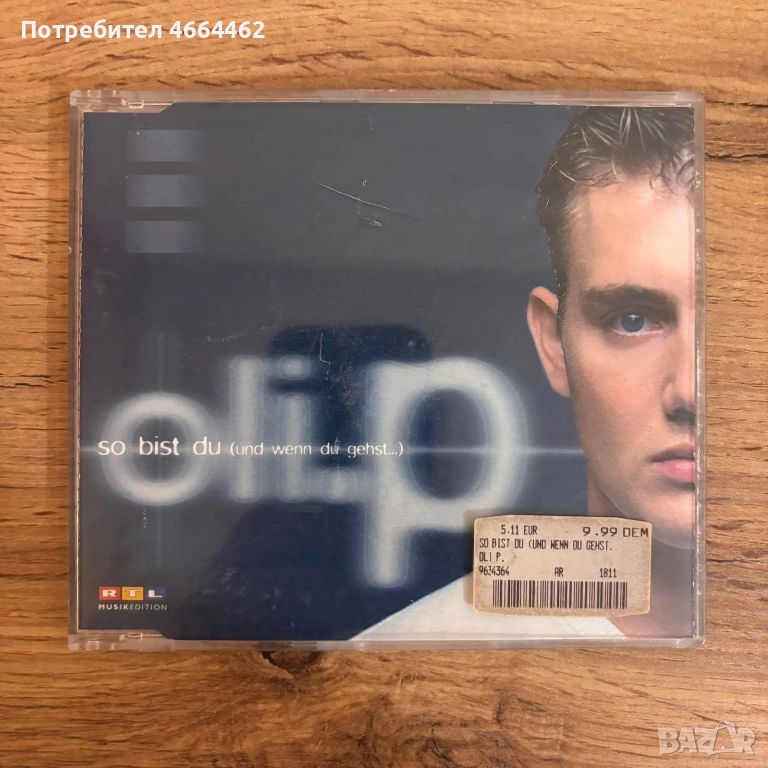 Потребител 4664462
oli.p
so bist du (und wenn du gehst...)
5.11 EUR 9.99 DEM
SO BIST DU (UND WENN DU GEHST.
OLI P.
9634364 AR 1811
RTL
MUSIKEDITION
BAZAR